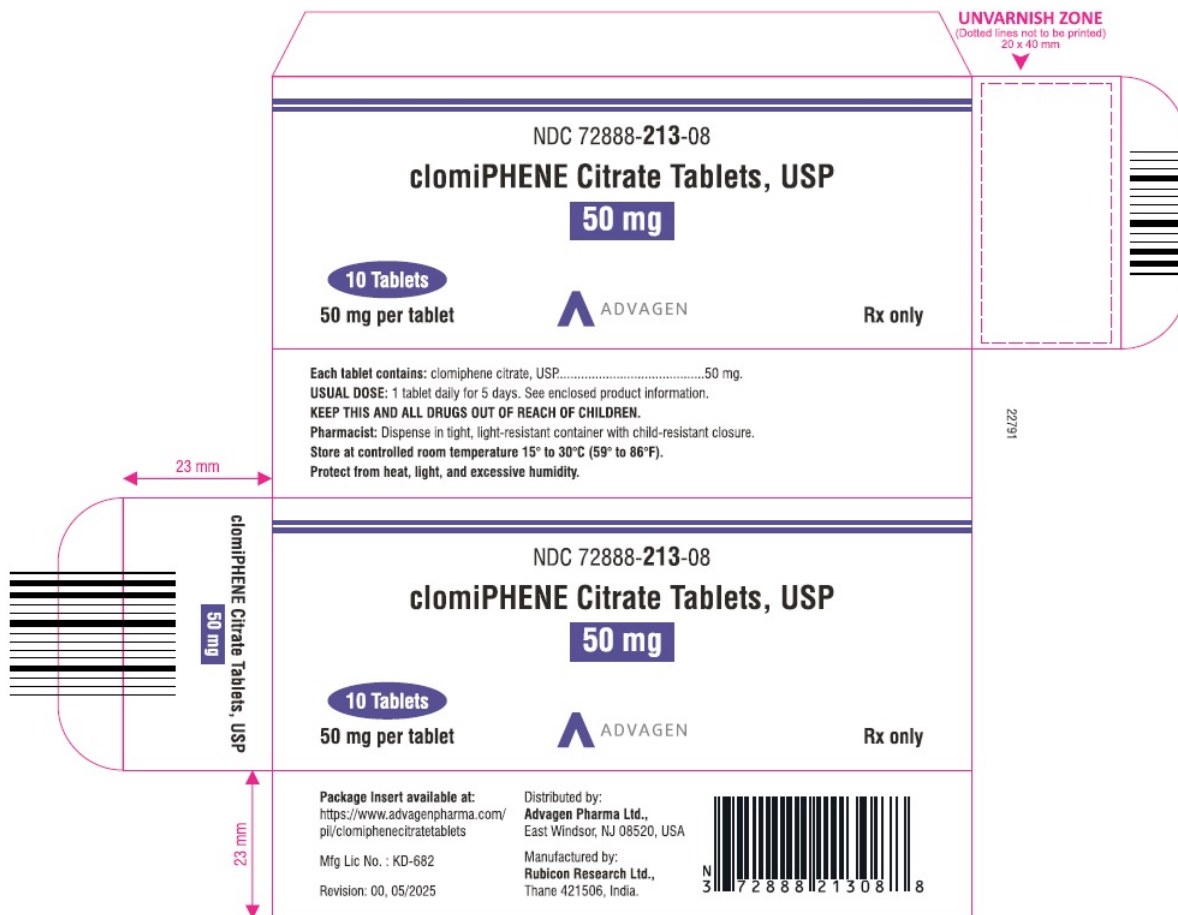 UNVARNISH ZONE
(Dotted lines not to be printed)
20 x 40 mm
NDC 72888-213-08
clomiPHENE Citrate Tablets, USP
50 mg
10 Tablets
50 mg per tablet
ADVAGEN
Rx only
Each tablet contains: clomiphene citrate, USP.........................................50 mg.
USUAL DOSE: 1 tablet daily for 5 days. See enclosed product information.
KEEP THIS AND ALL DRUGS OUT OF REACH OF CHILDREN.
Pharmacist: Dispense in tight, light-resistant container with child-resistant closure.
Store at controlled room temperature 15° to 30°C (59° to 86°F).
Protect from heat, light, and excessive humidity.
22791
23 mm
clomiPHENE Citrate Tablets, USP
50 mg
NDC 72888-213-08
clomiPHENE Citrate Tablets, USP
50 mg
10 Tablets
50 mg per tablet
ADVAGEN
Rx only
23 mm
Package Insert available at:
https://www.advagenpharma.com/
pil/clomiphenecitratetablets
Mfg Lic No. : KD-682
Revision: 00, 05/2025
Distributed by:
Advagen Pharma Ltd.,
East Windsor, NJ 08520, USA
Manufactured by:
Rubicon Research Ltd.,
Thane 421506, India.
N
3 72888 21308 8